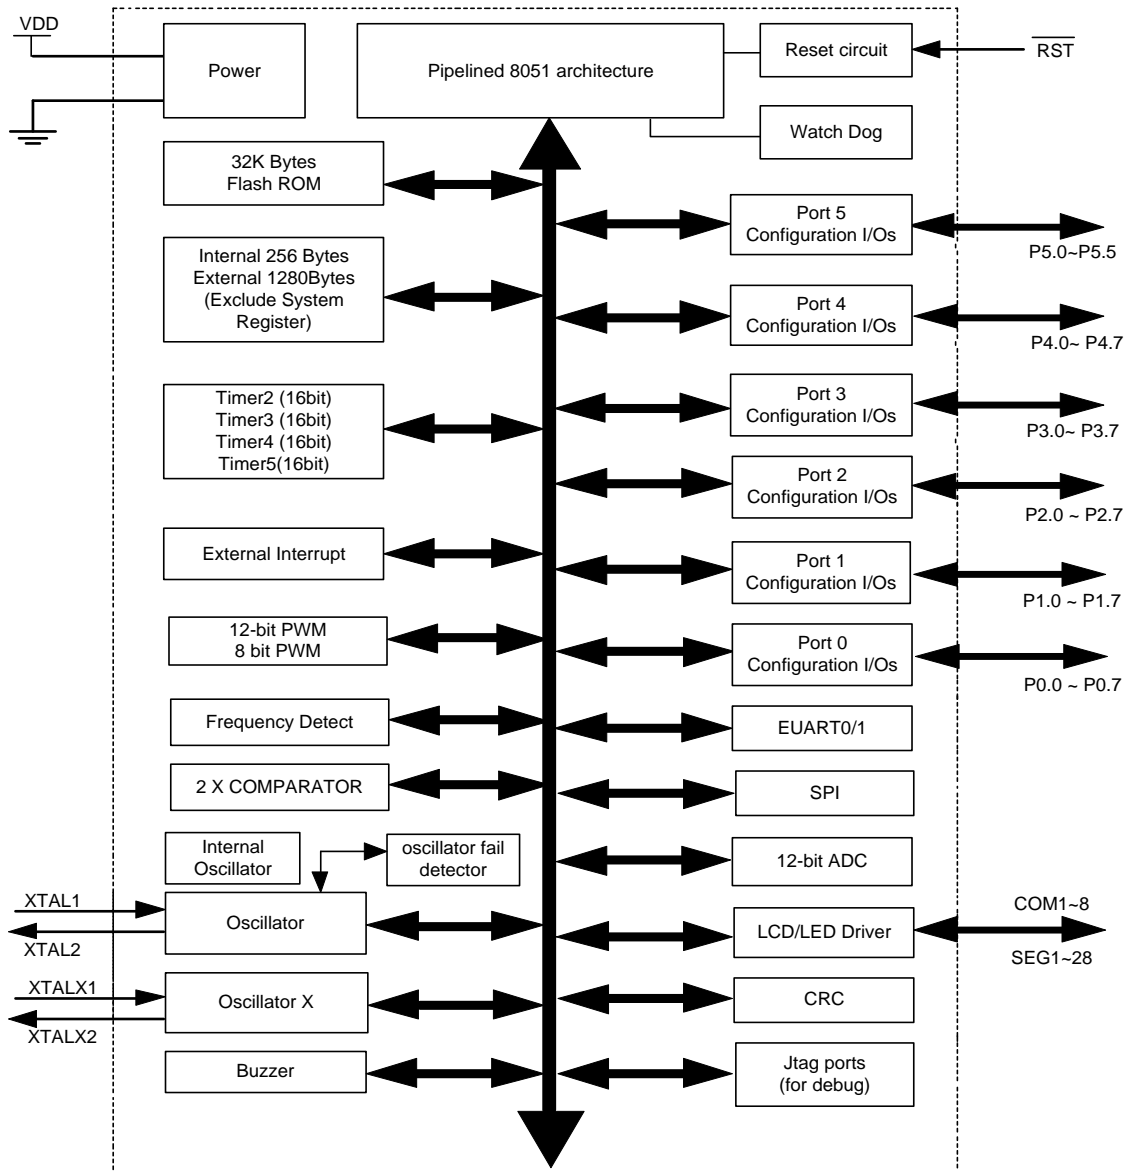 VDD
Power
Pipelined 8051 architecture
Reset circuit
RST
Watch Dog
32K Bytes
Flash ROM
Port 5
Configuration I/Os
P5.0~P5.5
Internal 256 Bytes
External 1280Bytes
(Exclude System
Register)
Port 4
Configuration I/Os
P4.0~ P4.7
Timer2 (16bit)
Timer3 (16bit)
Timer4 (16bit)
Timer5(16bit)
Port 3
Configuration I/Os
P3.0~ P3.7
Port 2
Configuration I/Os
P2.0 ~ P2.7
External Interrupt
Port 1
Configuration I/Os
P1.0 ~ P1.7
12-bit PWM
8 bit PWM
Port 0
Configuration I/Os
P0.0 ~ P0.7
Frequency Detect
EUART0/1
2 X COMPARATOR
SPI
Internal
Oscillator
oscillator fail
detector
12-bit ADC
XTAL1
Oscillator
XTAL2
LCD/LED Driver
COM1~8
SEG1~28
XTALX1
Oscillator X
XTALX2
CRC
Buzzer
Jtag ports
(for debug)